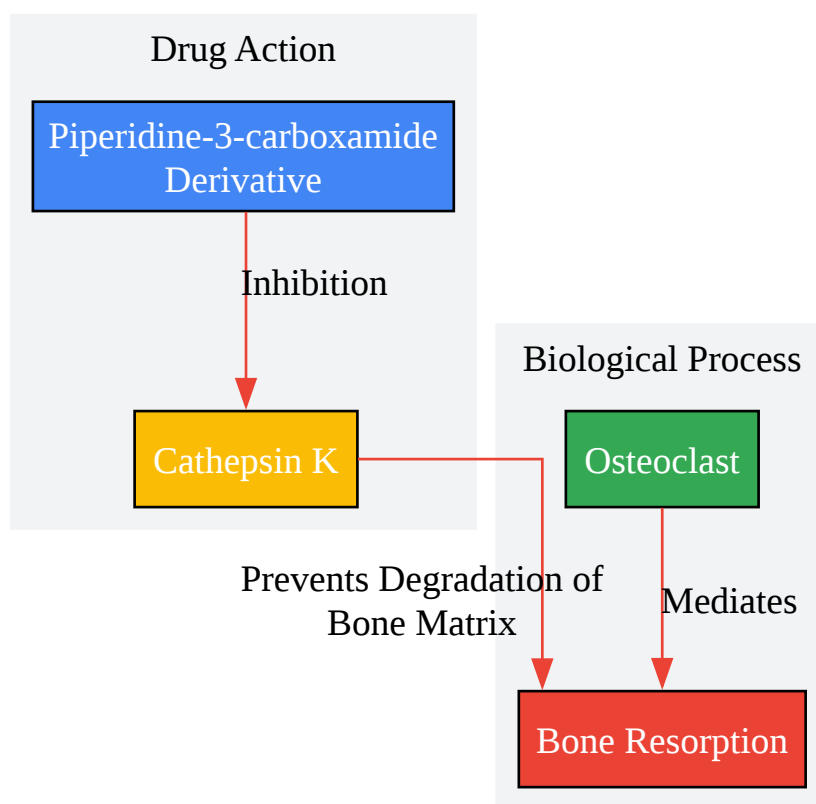 Drug Action
Piperidine-3-carboxamide
Derivative
Inhibition
Cathepsin K
Biological Process
Osteoclast
Prevents Degradation of
Bone Matrix
Mediates
Bone Resorption